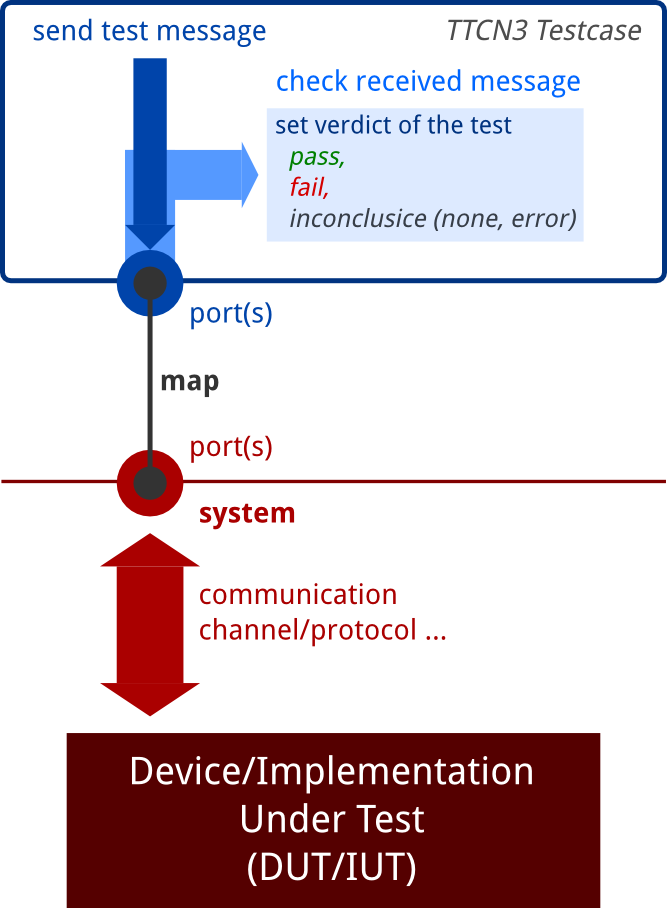 send test message
TTCN3 Testcase
check received message
set verdict of the test
pass,
fail,
inconclusice (none, error)
port(s)
map
port(s)
system
communication
channel/protocol ...
Device/Implementation
Under Test
(DUT/IUT)